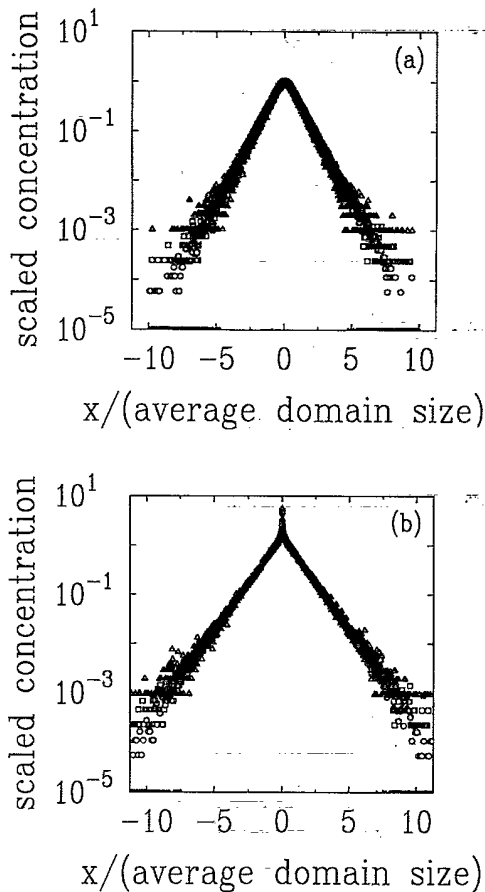 (a)
scaled concentration
10^1
10^-1
10^-3
10^-5
-10 -5 0 5 10
x/(average domain size)
(b)
scaled concentration
10^1
10^-1
10^-3
10^-5
-10 -5 0 5 10
x/(average domain size)